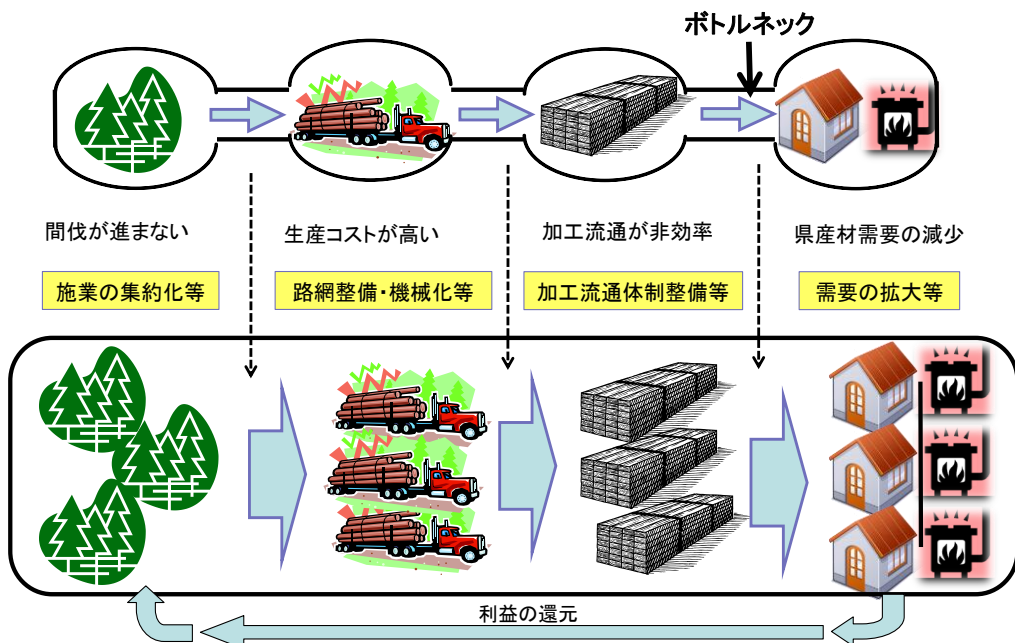 ボトルネック
間伐が進まない
生産コストが高い
加工流通が非効率
県産材需要の減少
施業の集約化等
路網整備・機械化等
加工流通体制整備等
需要の拡大等
利益の還元